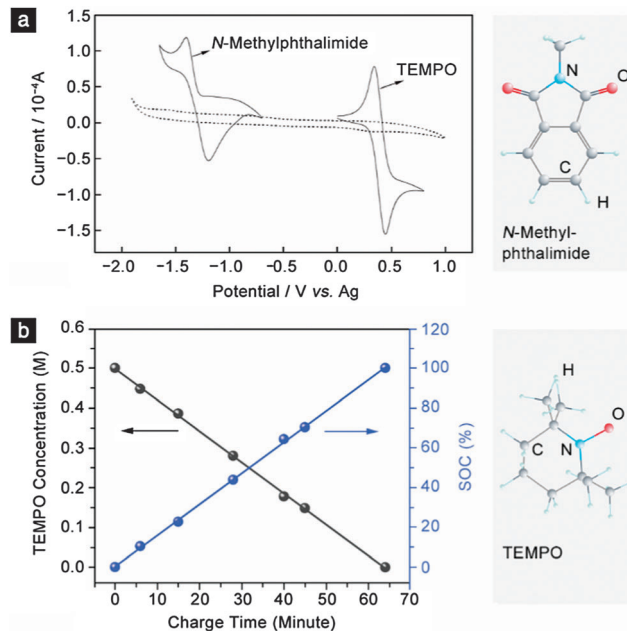 a
1.5
1.0
0.5
0.0
−0.5
−1.0
−1.5
Current / 10⁻⁴A
N-Methylphthalimide
TEMPO
−2.0 −1.5 −1.0 −0.5 0.0 0.5 1.0
Potential / V vs. Ag
N
O
C
H
N-Methyl-
phthalimide
b
0.6
0.5
0.4
0.3
0.2
0.1
0.0
TEMPO Concentration (M)
120
100
80
60
40
20
0
SOC (%)
0 10 20 30 40 50 60 70
Charge Time (Minute)
H
O
C
N
TEMPO